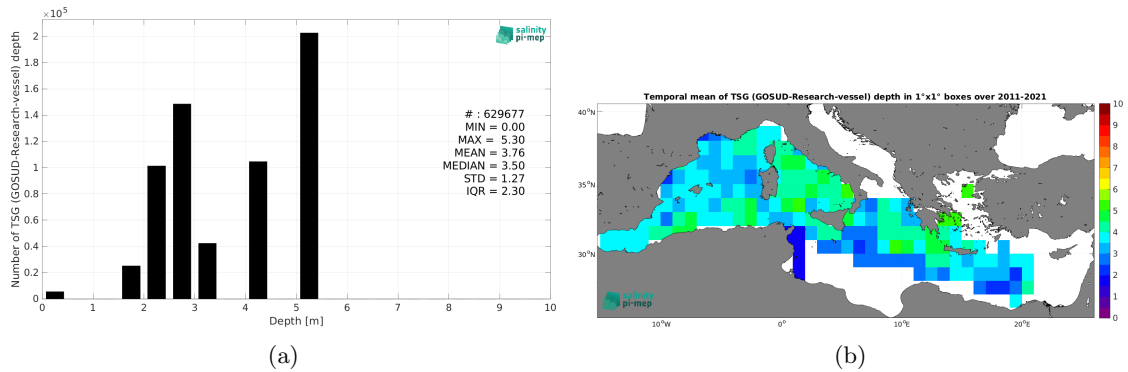 ×10^5
2
1.8
1.6
1.4
1.2
1
0.8
0.6
0.4
0.2
0
Number of TSG (GOSUD-Research-vessel) depth
salinity
pi-mep
# : 629677
MIN = 0.00
MAX = 5.30
MEAN = 3.76
MEDIAN = 3.50
STD = 1.27
IQR = 2.30
0 1 2 3 4 5 6 7 8 9 10
Depth [m]
(a)
Temporal mean of TSG (GOSUD-Research-vessel) depth in 1°x1° boxes over 2011-2021
40°N
35°N
30°N
10°W 0° 10°E 20°E
salinity
pi-mep
10
9
8
7
6
5
4
3
2
1
0
(b)